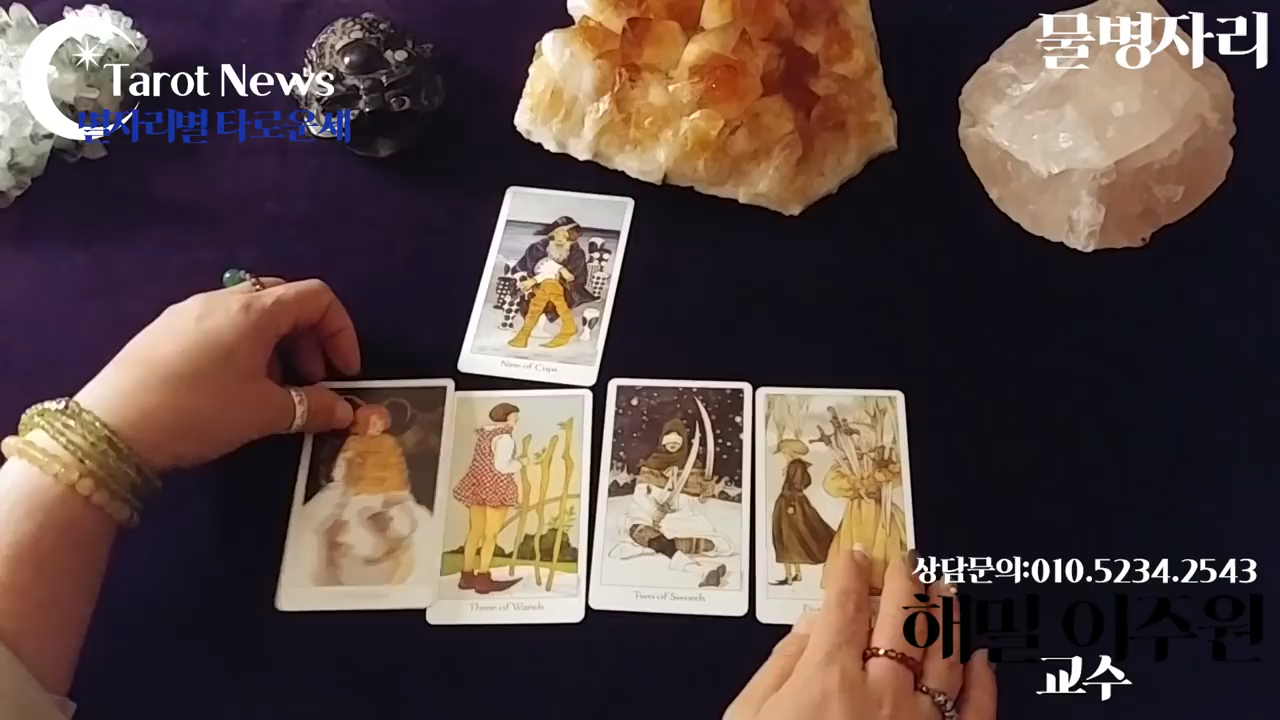 Tarot News
별자리별 타로운세
물병자리
Nine of Cups
Three of Wands
Two of Swords
상담문의:010.5234.2543
해밀 이주원
교수